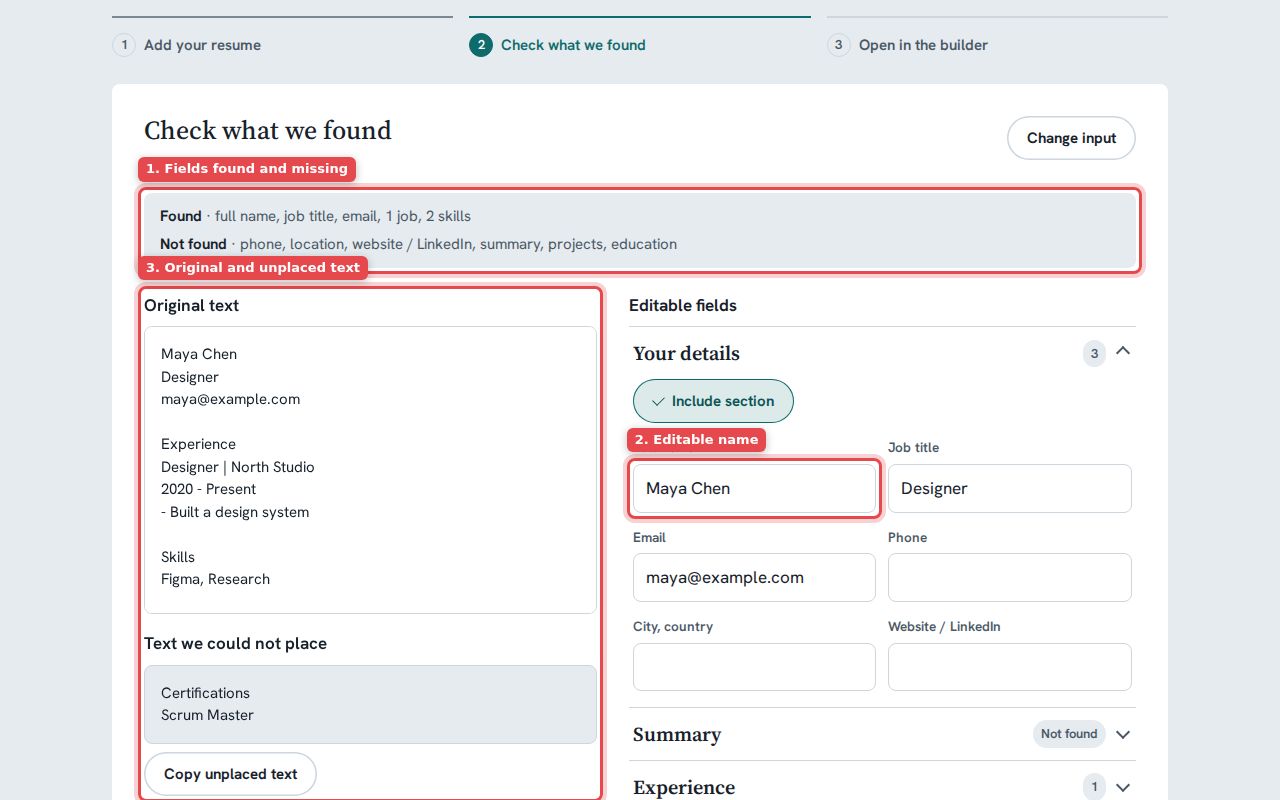 1 Add your resume
2 Check what we found
3 Open in the builder
Check what we found
Change input
1. Fields found and missing
Found · full name, job title, email, 1 job, 2 skills
Not found · phone, location, website / LinkedIn, summary, projects, education
3. Original and unplaced text
Original text
Maya Chen
Designer
maya@example.com
Experience
Designer | North Studio
2020 - Present
- Built a design system
Skills
Figma, Research
Text we could not place
Certifications
Scrum Master
Copy unplaced text
Editable fields
Your details 3
Include section
2. Editable name
Job title
Maya Chen
Designer
Email
Phone
maya@example.com
City, country
Website / LinkedIn
Summary Not found
Experience 1